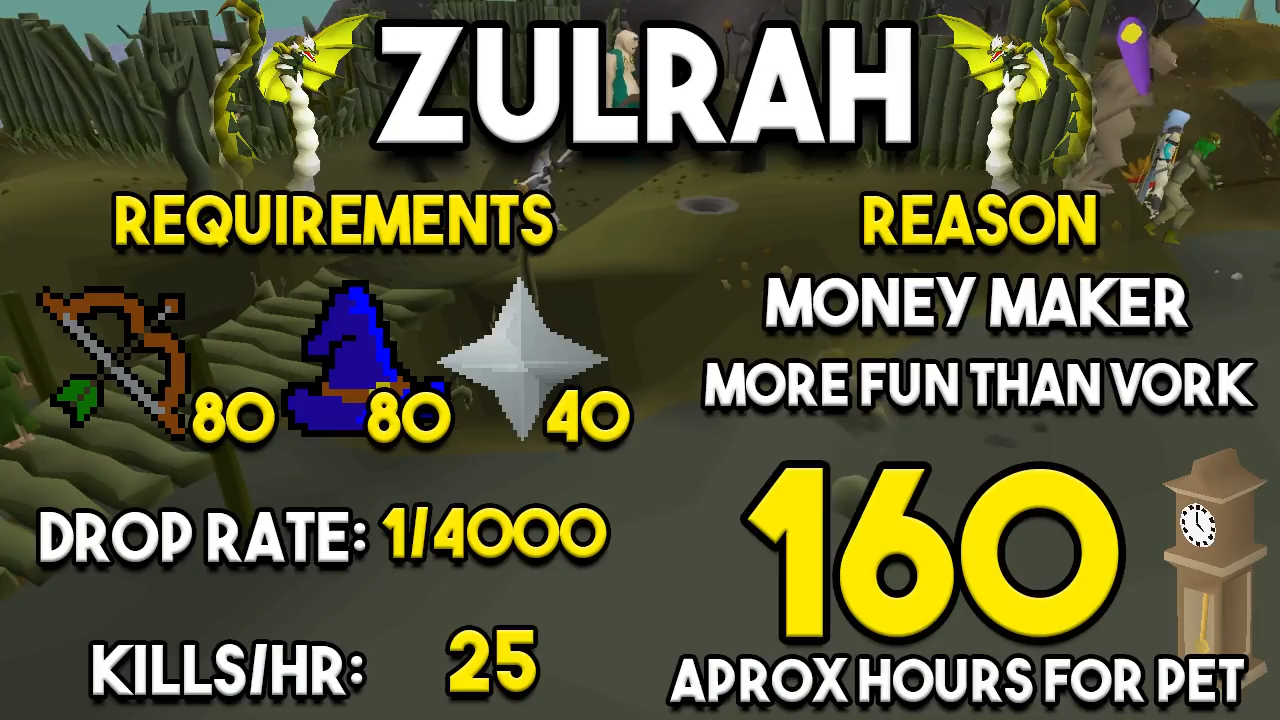 ZULRAH
REQUIREMENTS
80 80 40
DROP RATE: 1/4000
KILLS/HR: 25
REASON
MONEY MAKER
MORE FUN THAN VORK
160
APROX HOURS FOR PET